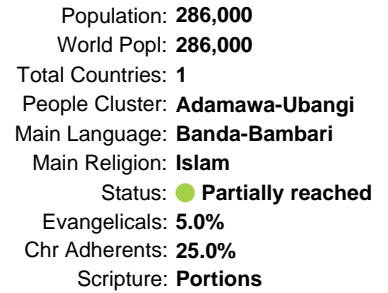 Population: 286,000
World Popl: 286,000
Total Countries: 1
People Cluster: Adamawa-Ubangi
Main Language: Banda-Bambari
Main Religion: Islam
Status: Partially reached
Evangelicals: 5.0%
Chr Adherents: 25.0%
Scripture: Portions